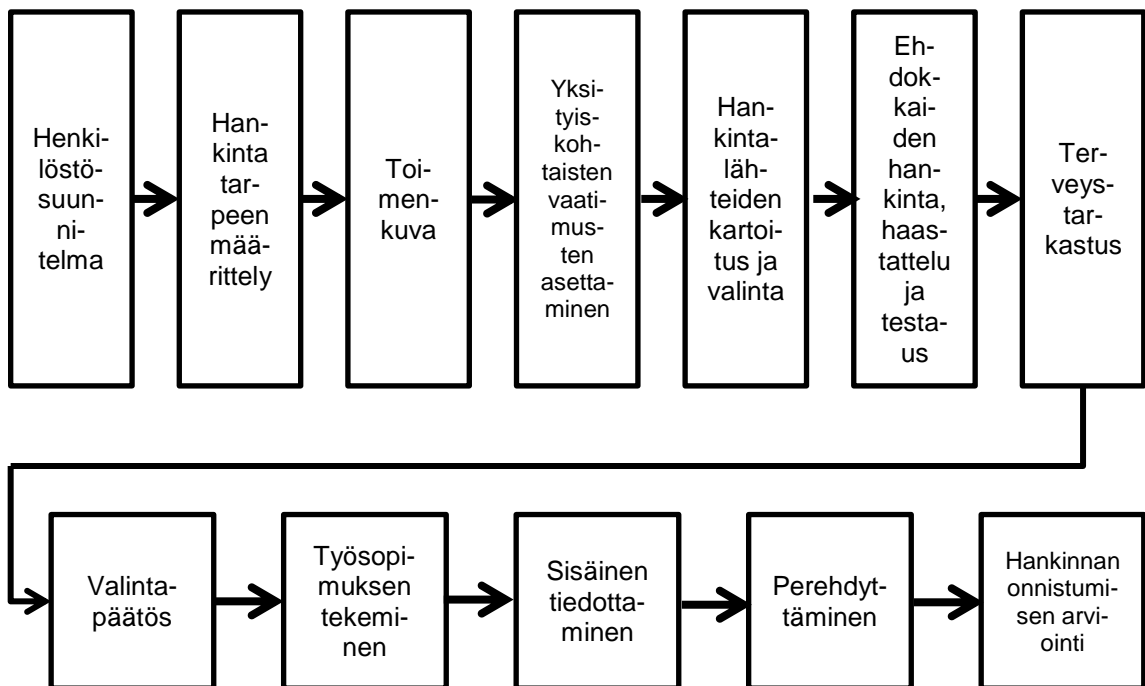 Henki-
löstö-
suun-
ni-
telma
Han-
kinta
tar-
peen
mää-
rittely
Toi-
men-
kuva
Yksi-
tyis-
koh-
taisten
vaati-
mus-
ten
asetta-
minen
Han-
kinta-
läh-
teiden
kartoi-
tus ja
valinta
Eh-
dok-
kai-
den
han-
kinta,
haas-
tattelu
ja
testa-
us
Ter-
veys-
tar-
kastus
Valinta-
päätös
Työsopi-
muksen
tekemi-
nen
Sisäinen
tiedotta-
minen
Perehdyt-
täminen
Hankinnan
onnistumi-
sen arvi-
ointi